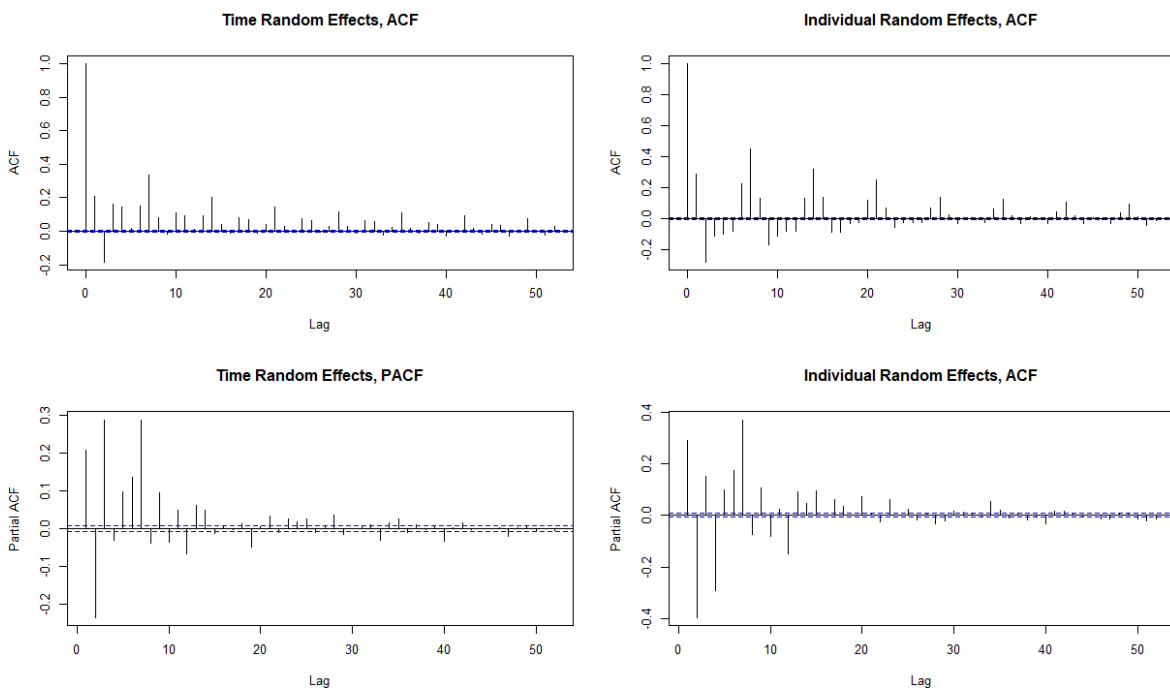 Time Random Effects, ACF
ACF
-0.2 0.0 0.2 0.4 0.6 0.8 1.0
0 10 20 30 40 50
Lag
Individual Random Effects, ACF
ACF
-0.2 0.0 0.2 0.4 0.6 0.8 1.0
0 10 20 30 40 50
Lag
Time Random Effects, PACF
Partial ACF
-0.2 -0.1 0.0 0.1 0.2 0.3
0 10 20 30 40 50
Lag
Individual Random Effects, ACF
Partial ACF
-0.4 -0.2 0.0 0.2 0.4
0 10 20 30 40 50
Lag